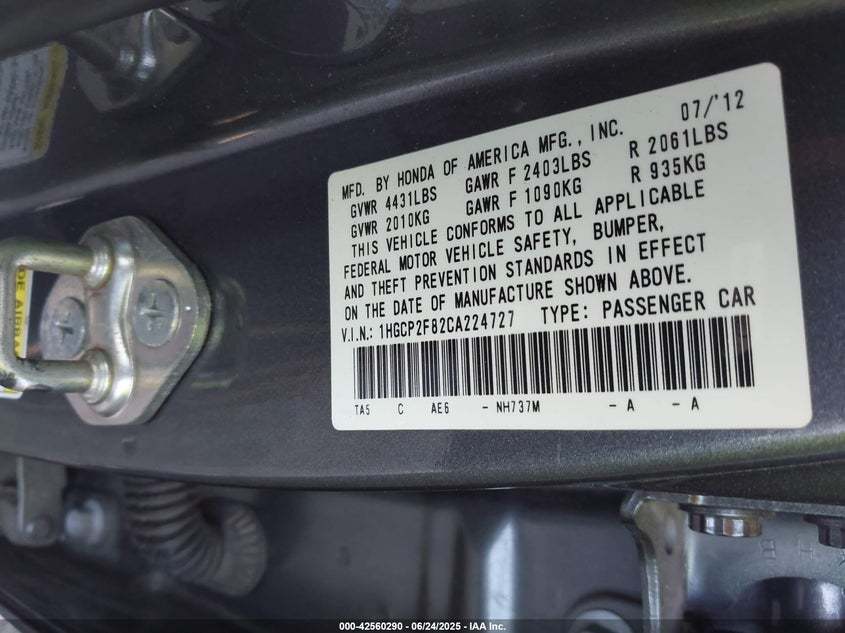 MFD. BY HONDA OF AMERICA MFG., INC. 07/'12
GVWR 4431LBS GAWR F 2403LBS R 2061LBS
GVWR 2010KG GAWR F 1090KG R 935KG
THIS VEHICLE CONFORMS TO ALL APPLICABLE
FEDERAL MOTOR VEHICLE SAFETY, BUMPER,
AND THEFT PREVENTION STANDARDS IN EFFECT
ON THE DATE OF MANUFACTURE SHOWN ABOVE.
V.I.N.: 1HGCP2F82CA224727 TYPE: PASSENGER CAR
TA5 C AE6 - NH737M - A - A
000-42560290 - 06/24/2025 - IAA Inc.